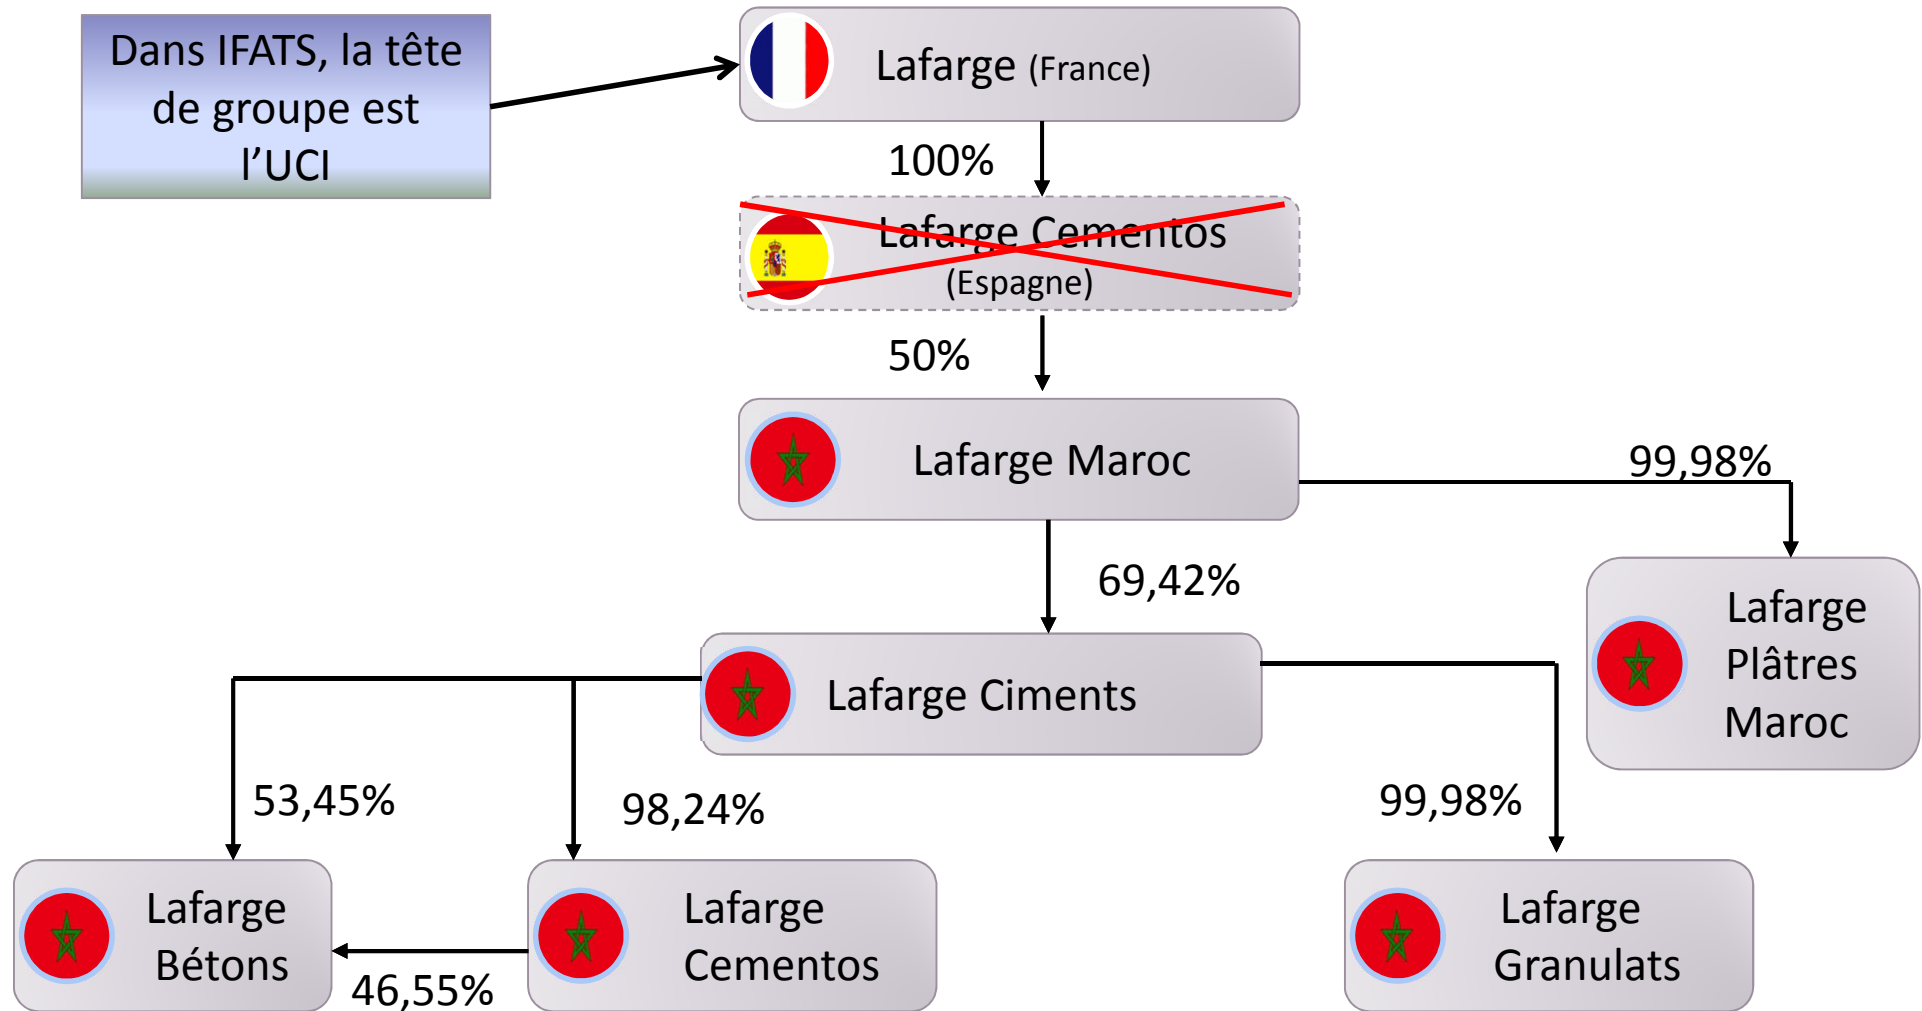 Dans IFATS, la tête
de groupe est
l’UCI
Lafarge (France)
100%
Lafarge Cementos
(Espagne)
50%
Lafarge Maroc
99,98%
69,42%
Lafarge
Plâtres
Maroc
Lafarge Ciments
53,45%
98,24%
99,98%
Lafarge
Bétons
46,55%
Lafarge
Cementos
Lafarge
Granulats